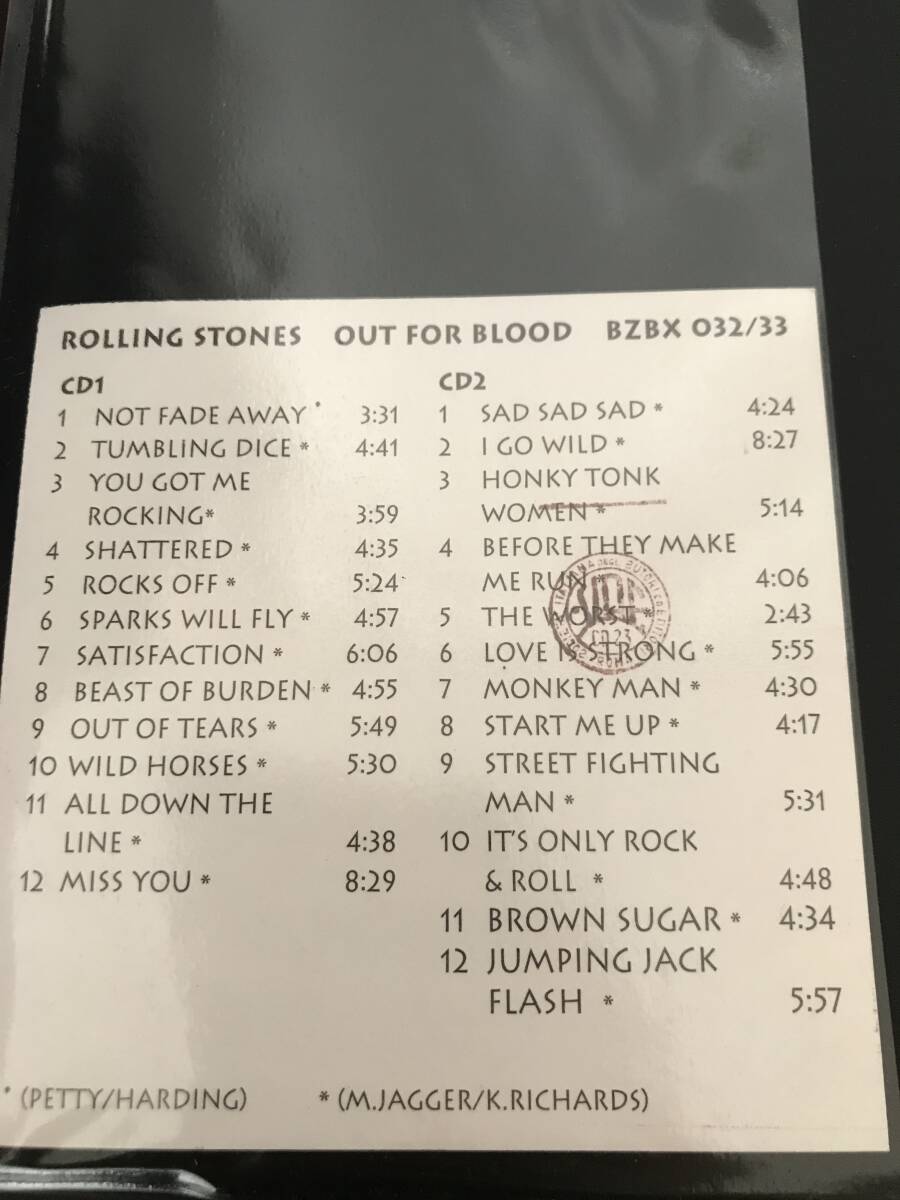 ROLLING STONES OUT FOR BLOOD BZBX 032/33
CD1
1 NOT FADE AWAY • 3:31
2 TUMBLING DICE * 4:41
3 YOU GOT ME
ROCKING* 3:59
4 SHATTERED * 4:35
5 ROCKS OFF * 5:24
6 SPARKS WILL FLY * 4:57
7 SATISFACTION * 6:06
8 BEAST OF BURDEN * 4:55
9 OUT OF TEARS * 5:49
10 WILD HORSES * 5:30
11 ALL DOWN THE
LINE * 4:38
12 MISS YOU * 8:29
CD2
1 SAD SAD SAD * 4:24
2 I GO WILD * 8:27
3 HONKY TONK
WOMEN * 5:14
4 BEFORE THEY MAKE
ME RUN * 4:06
5 THE WORST * 2:43
6 LOVE IS STRONG * 5:55
7 MONKEY MAN * 4:30
8 START ME UP * 4:17
9 STREET FIGHTING
MAN * 5:31
10 IT'S ONLY ROCK
& ROLL * 4:48
11 BROWN SUGAR * 4:34
12 JUMPING JACK
FLASH * 5:57
• (PETTY/HARDING) * (M.JAGGER/K.RICHARDS)
CD23